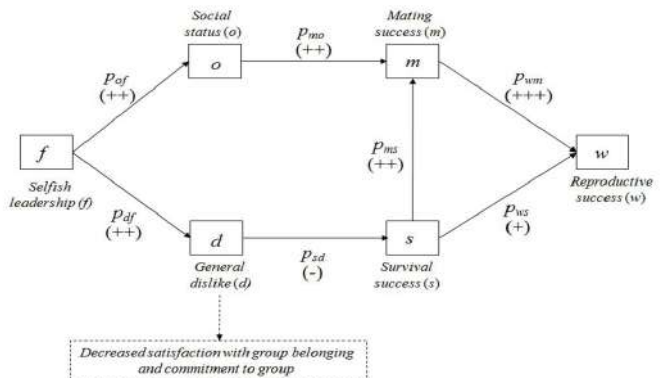 Social
status (o)
Mating
success (m)
p_mo
(++)
o
m
p_of
(++)
p_wm
(+++)
f
p_ms
(++)
w
Selfish
leadership (f)
Reproductive
success (w)
p_df
(++)
p_ws
(+)
d
s
General
dislike (d)
p_sd
(-)
Survival
success (s)
Decreased satisfaction with group belonging
and commitment to group